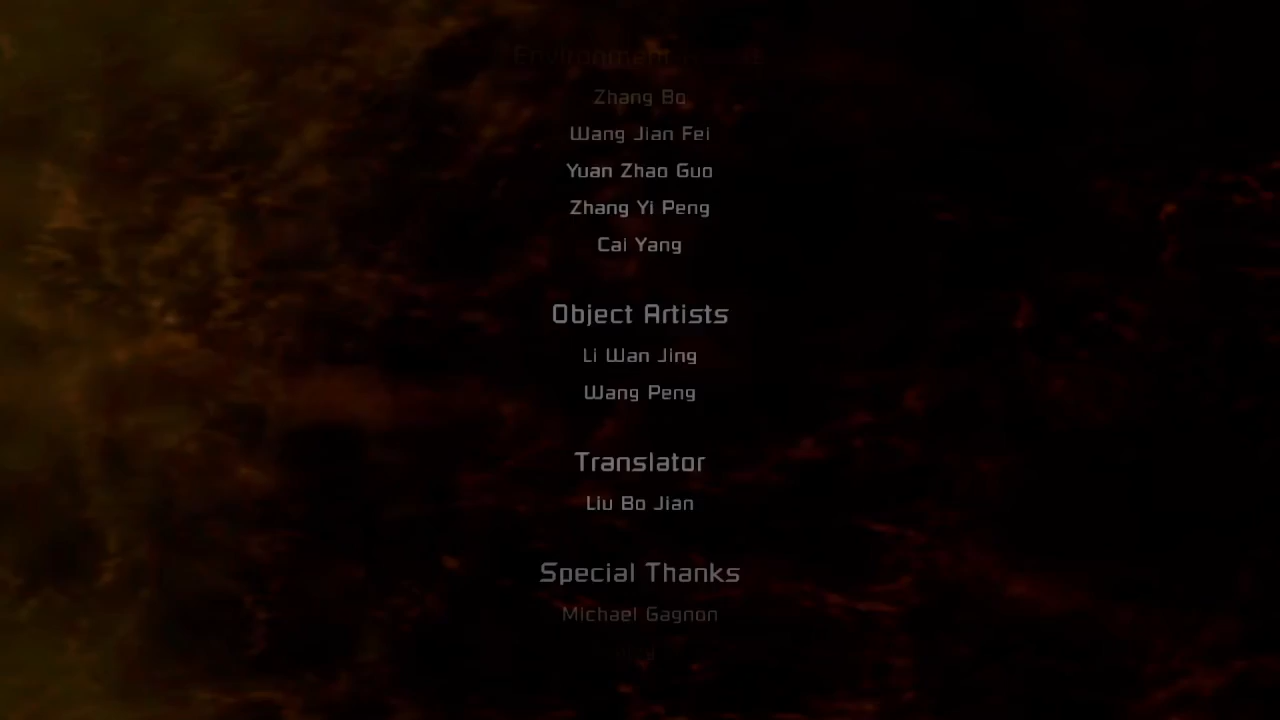 Environment
Zhang Bo
Wang Jian Fei
Yuan Zhao Guo
Zhang Yi Peng
Cai Yang
Object Artists
Li Wan Jing
Wang Peng
Translator
Liu Bo Jian
Special Thanks
Michael Gagnon